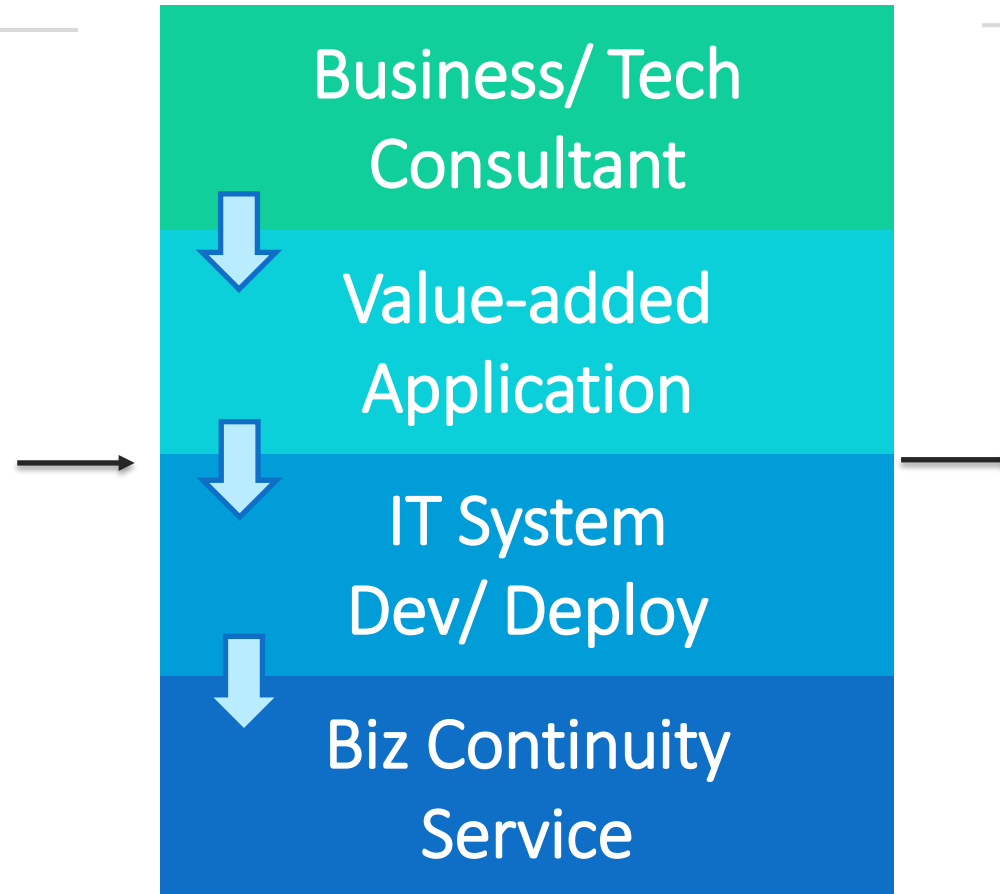 Business/ Tech
Consultant
Value-added
Application
IT System
Dev/ Deploy
Biz Continuity
Service